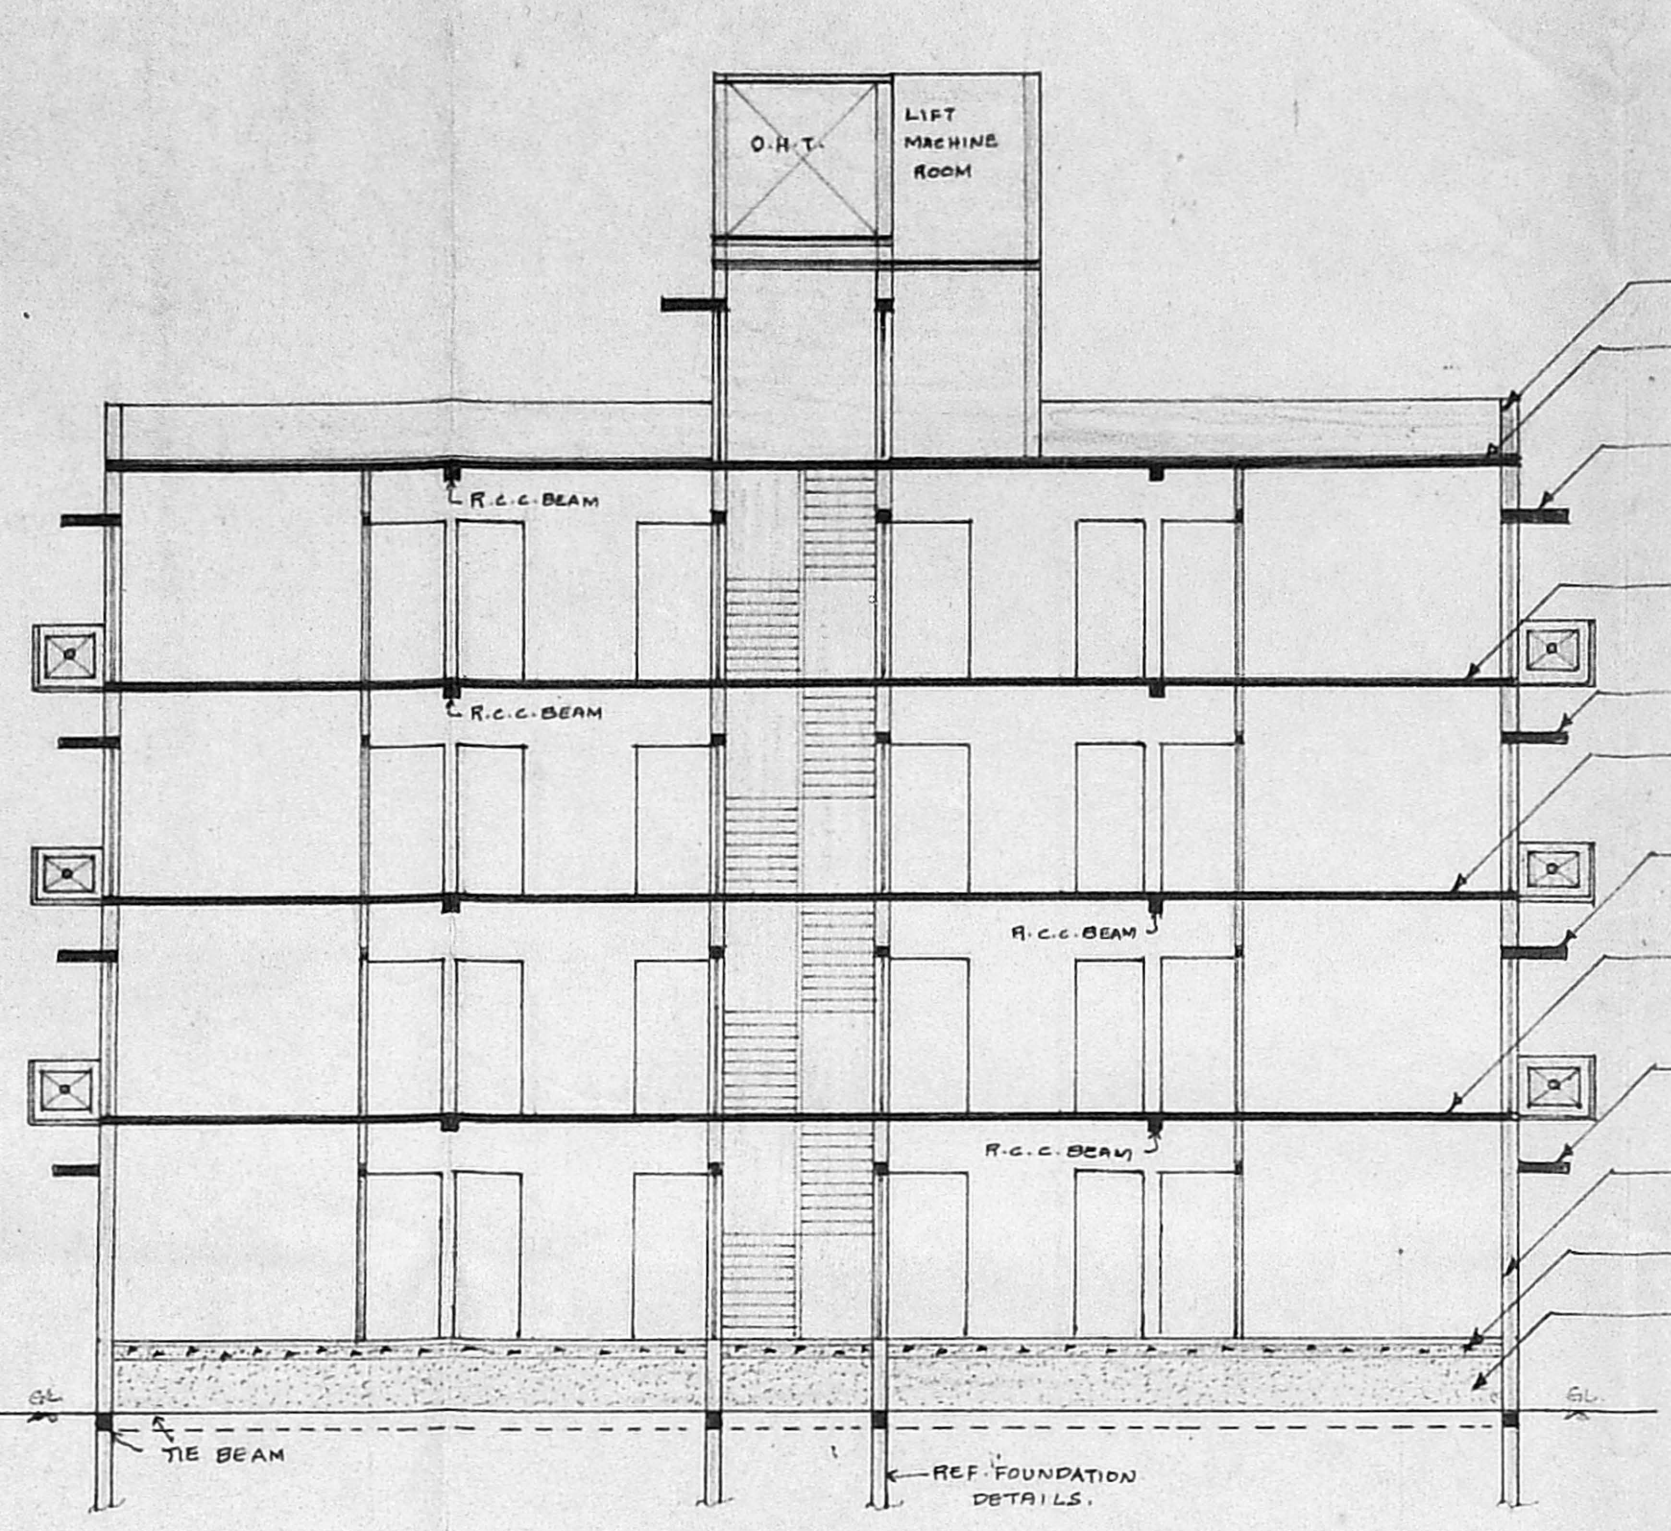 O.H.T.
LIFT
MACHINE
ROOM
R.C.C. BEAM
R.C.C. BEAM
R.C.C. BEAM
R.C.C. BEAM
GL
GL
TIE BEAM
REF. FOUNDATION
DETAILS.